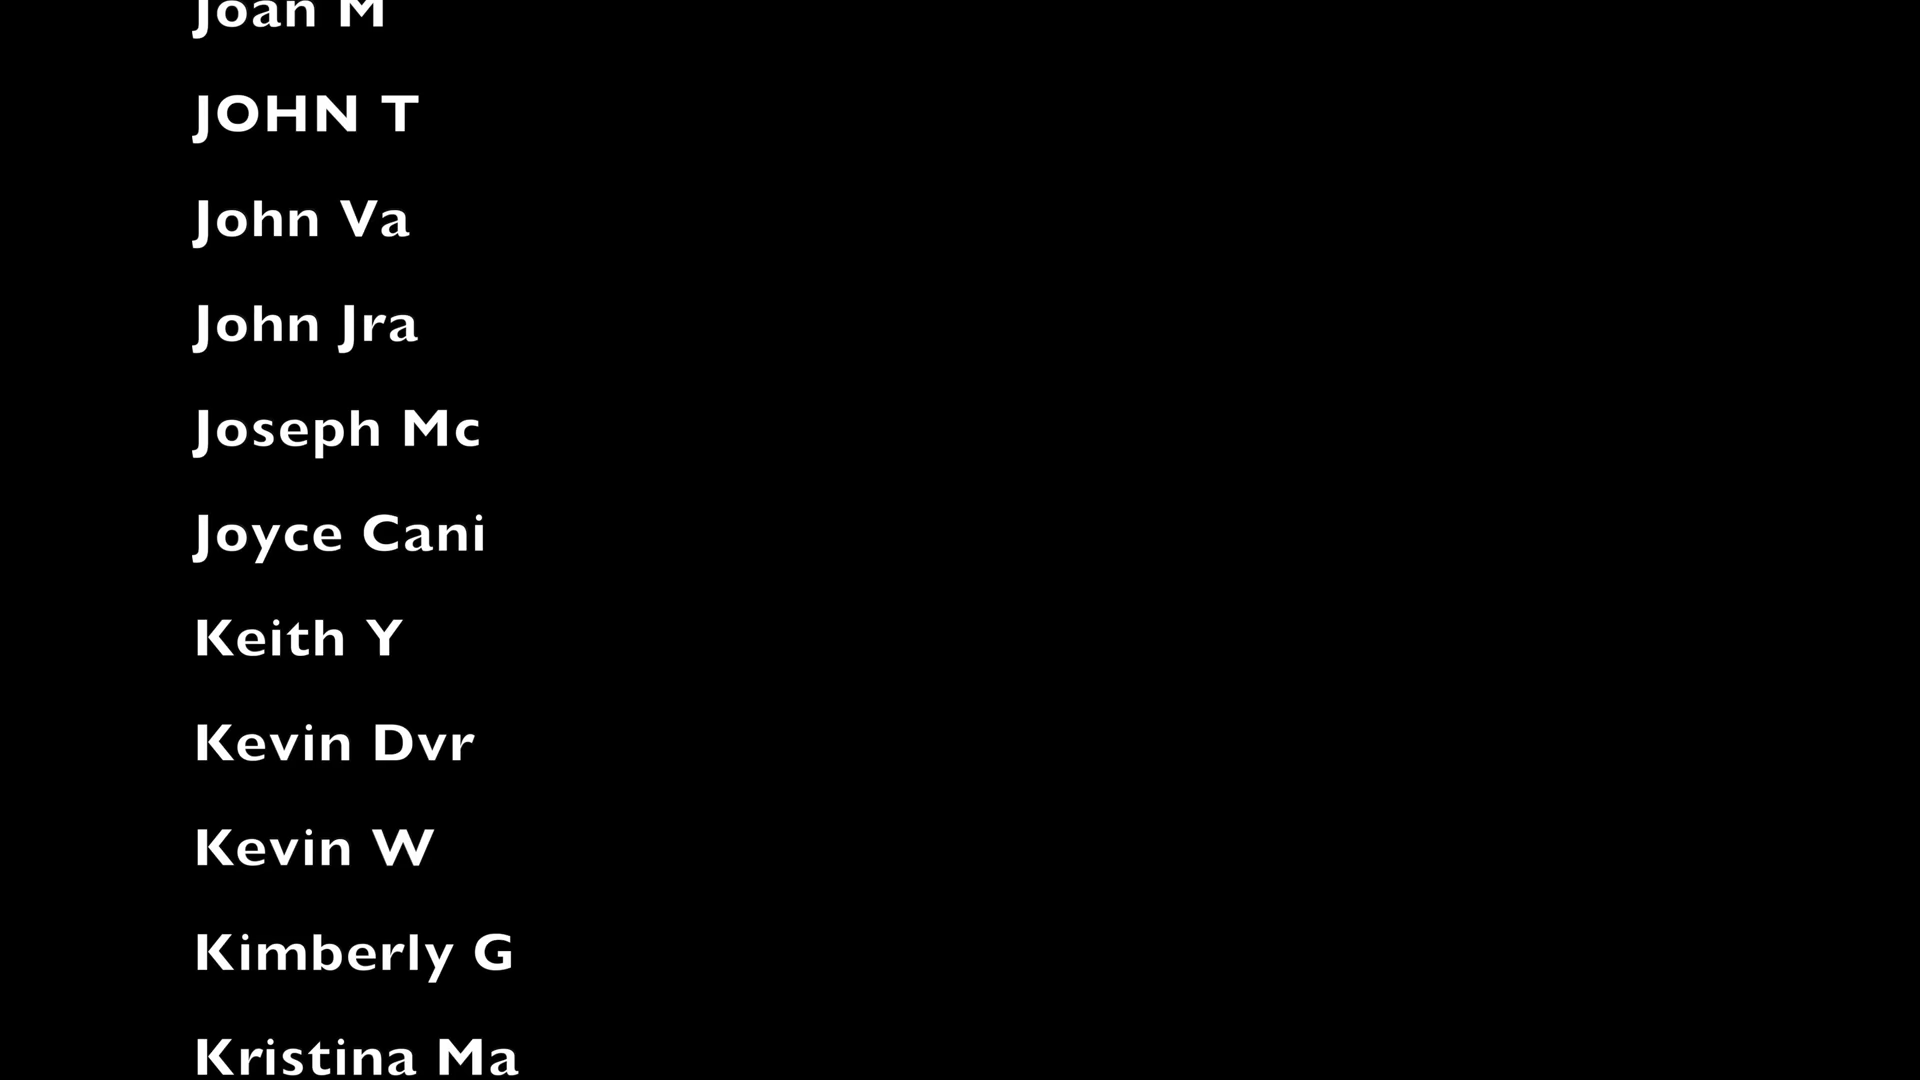 Joan M
JOHN T
John Va
John Jra
Joseph Mc
Joyce Cani
Keith Y
Kevin Dvr
Kevin W
Kimberly G
Kristina Ma